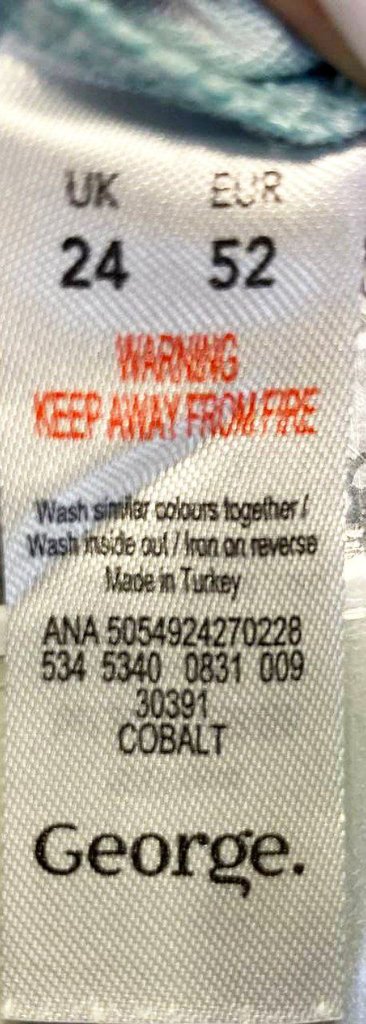 UK EUR
24 52
WARNING
KEEP AWAY FROM FIRE
Wash similar colours together /
Wash inside out / Iron on reverse
Made in Turkey
ANA 5054924270228
534 5340 0831 009
30391
COBALT
George.